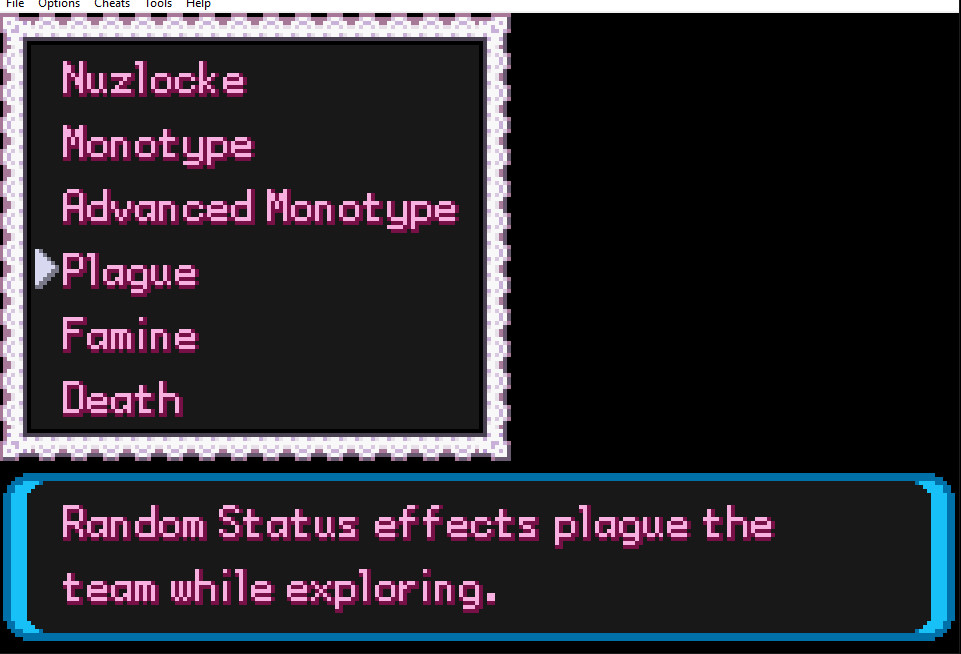 File Options Cheats Tools Help
Nuzlocke
Monotype
Advanced Monotype
Plague
Famine
Death
Random Status effects plague the
team while exploring.